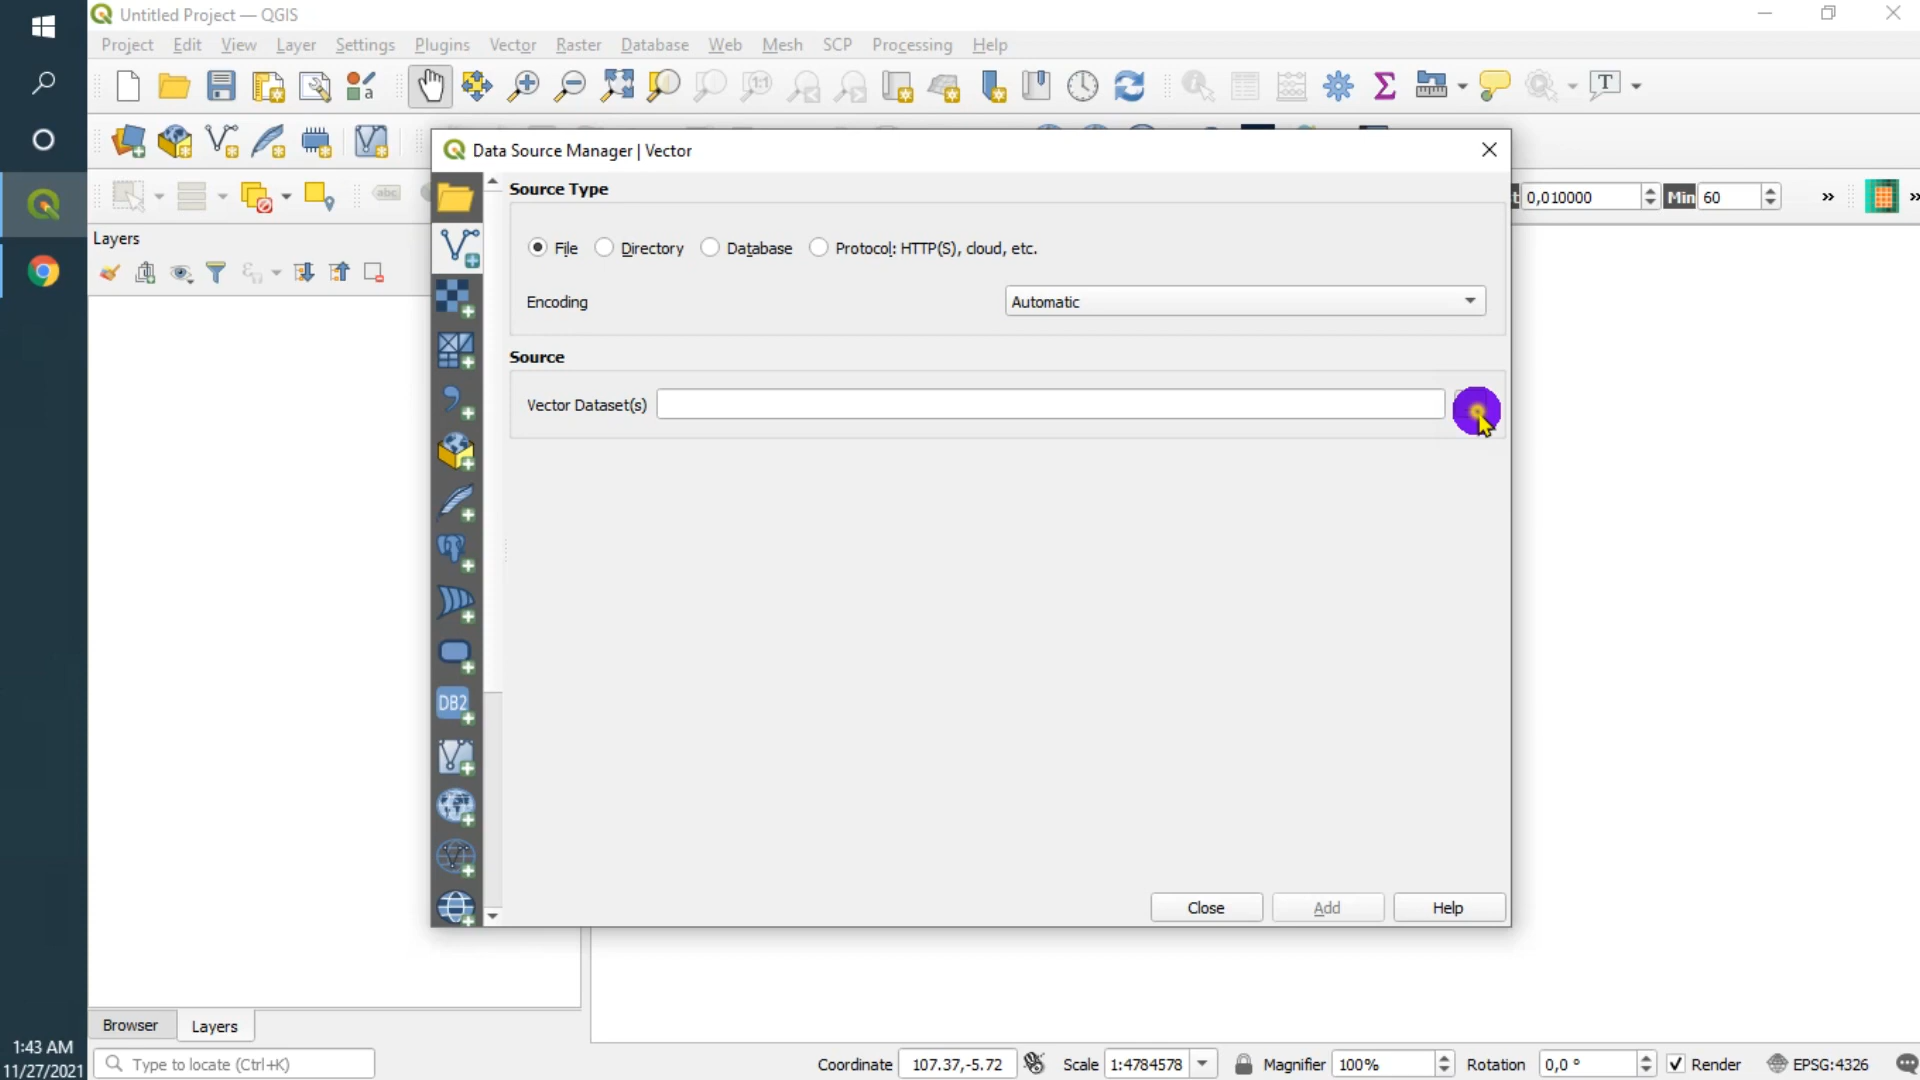 Untitled Project — QGIS
Project Edit View Layer Settings Plugins Vector Raster Database Web Mesh SCP Processing Help
Data Source Manager | Vector
Source Type
abc
0,010000
Min 60
Layers
File Directory Database Protocol: HTTP(S), cloud, etc.
Encoding Automatic
Source
Vector Dataset(s)
DB2
Close Add Help
Browser Layers
1:43 AM
11/27/2021
Type to locate (Ctrl+K)
Coordinate 107.37,-5.72 Scale 1:4784578 Magnifier 100% Rotation 0,0 ° Render EPSG:4326